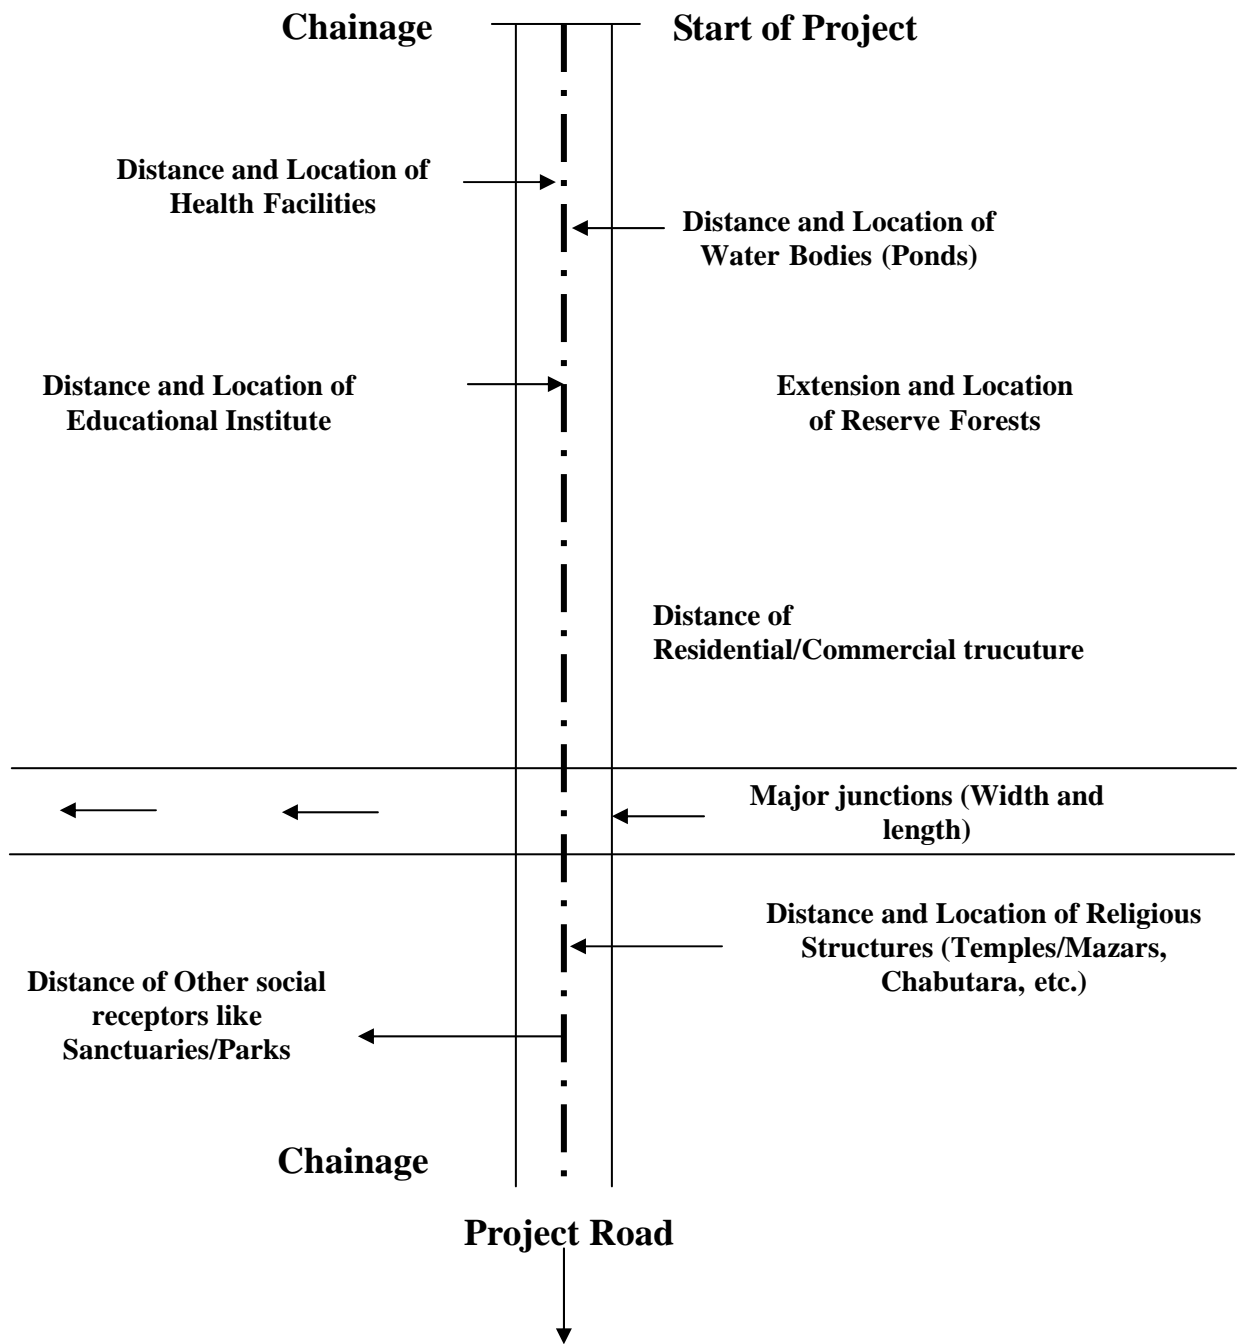 Chainage
Start of Project
Distance and Location of
Health Facilities
Distance and Location of
Water Bodies (Ponds)
Distance and Location of
Educational Institute
Extension and Location
of Reserve Forests
Distance of
Residential/Commercial trucuture
Major junctions (Width and
length)
Distance and Location of Religious
Structures (Temples/Mazars,
Chabutara, etc.)
Distance of Other social
receptors like
Sanctuaries/Parks
Chainage
Project Road